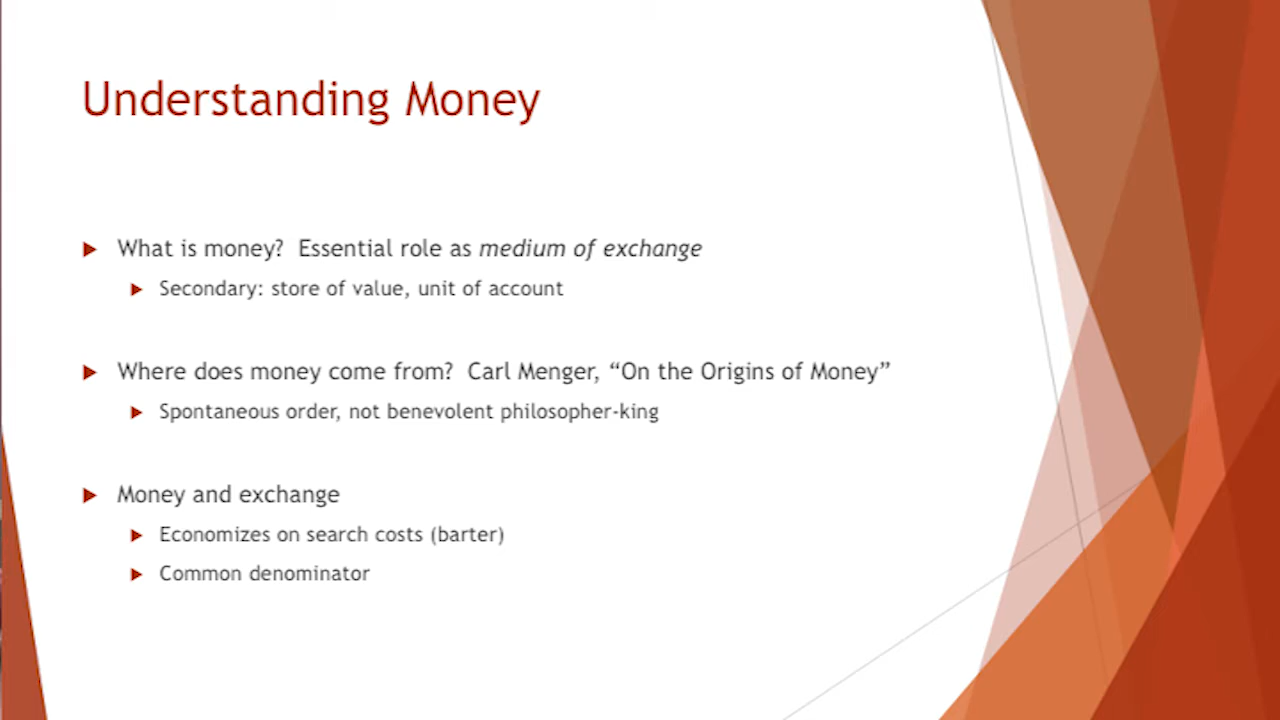 Understanding Money
What is money? Essential role as medium of exchange
Secondary: store of value, unit of account
Where does money come from? Carl Menger, “On the Origins of Money”
Spontaneous order, not benevolent philosopher-king
Money and exchange
Economizes on search costs (barter)
Common denominator